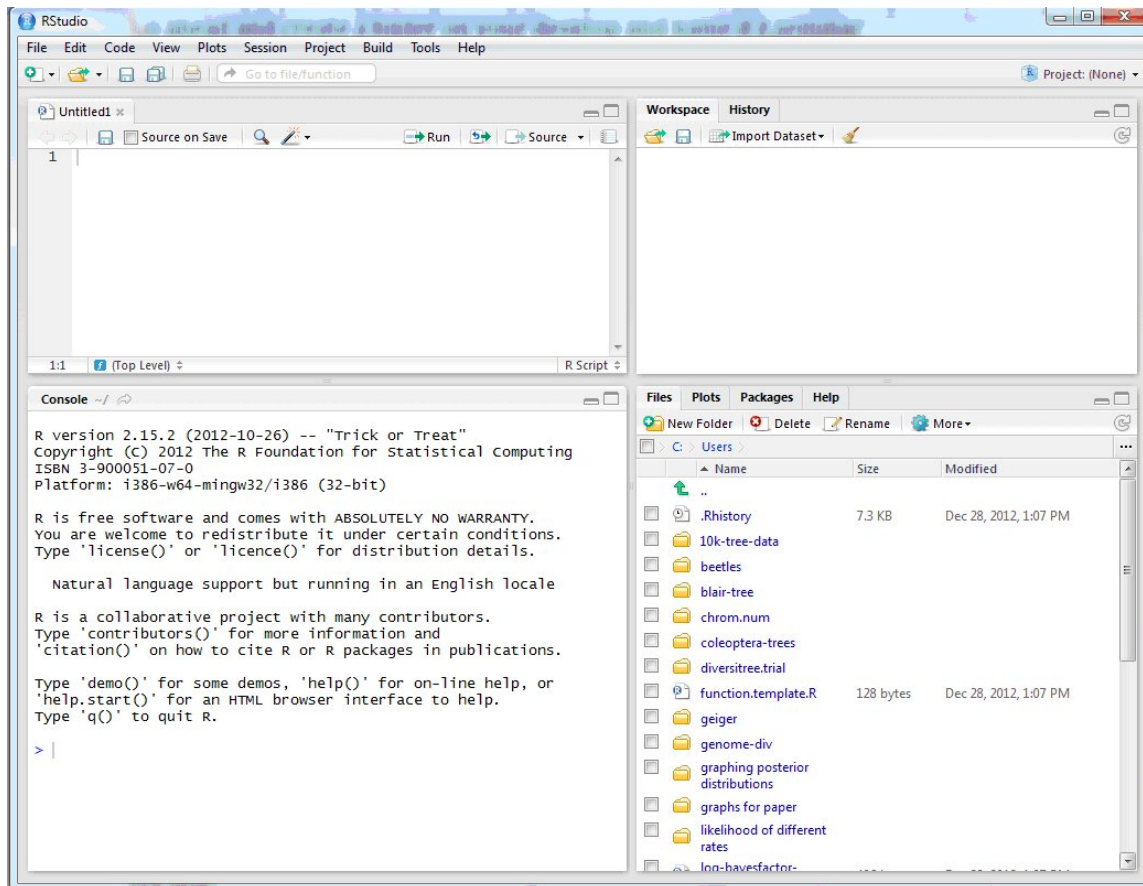 RStudio
File Edit Code View Plots Session Project Build Tools Help
Go to file/function
Project: (None)
Untitled1
Source on Save
Run
Source
1
1:1
(Top Level)
R Script
Workspace History
Import Dataset
Console ~/
R version 2.15.2 (2012-10-26) -- "Trick or Treat"
Copyright (C) 2012 The R Foundation for Statistical Computing
ISBN 3-900051-07-0
Platform: i386-w64-mingw32/i386 (32-bit)
R is free software and comes with ABSOLUTELY NO WARRANTY.
You are welcome to redistribute it under certain conditions.
Type 'license()' or 'licence()' for distribution details.
Natural language support but running in an English locale
R is a collaborative project with many contributors.
Type 'contributors()' for more information and
'citation()' on how to cite R or R packages in publications.
Type 'demo()' for some demos, 'help()' for on-line help, or
'help.start()' for an HTML browser interface to help.
Type 'q()' to quit R.
>
Files Plots Packages Help
New Folder Delete Rename More
C: Users
Name Size Modified
..
.Rhistory 7.3 KB Dec 28, 2012, 1:07 PM
10k-tree-data
beetles
blair-tree
chrom.num
coleoptera-trees
diversitree.trial
function.template.R 128 bytes Dec 28, 2012, 1:07 PM
geiger
genome-div
graphing posterior
distributions
graphs for paper
likelihood of different
rates
log-bayesfactor-